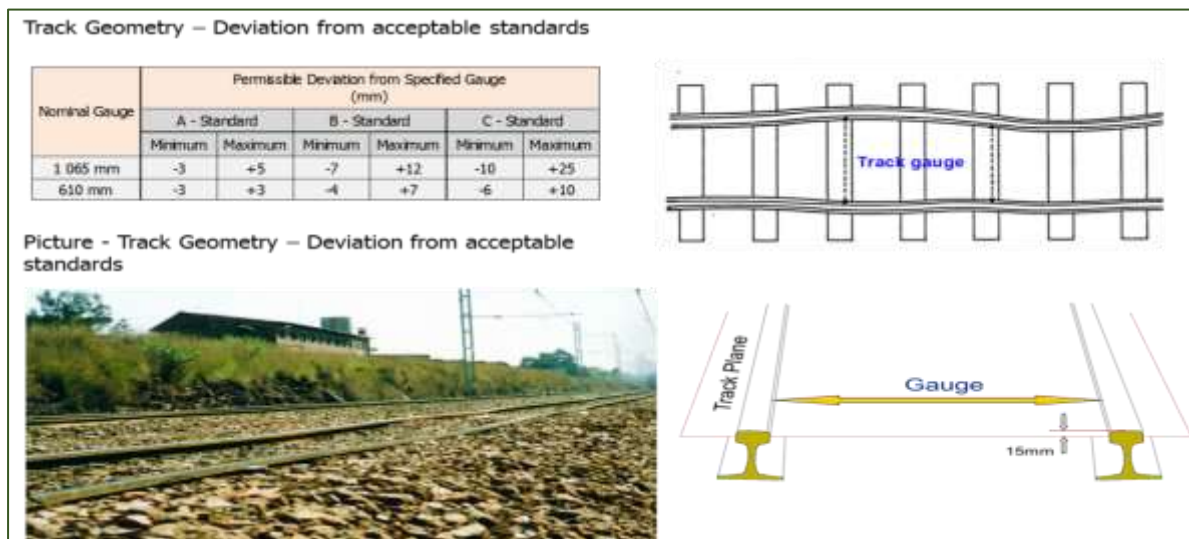 Track Geometry – Deviation from acceptable standards
Nominal Gauge
Permissible Deviation from Specified Gauge
(mm)
A - Standard B - Standard C - Standard
Minimum Maximum Minimum Maximum Minimum Maximum
1 065 mm -3 +5 -7 +12 -10 +25
610 mm -3 +3 -4 +7 -6 +10
Track gauge
Picture - Track Geometry – Deviation from acceptable
standards
Track Plane
Gauge
15mm